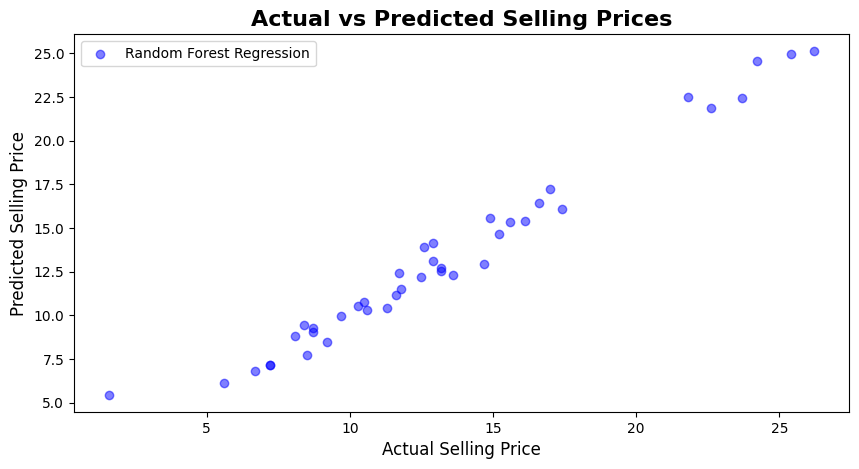 Actual vs Predicted Selling Prices
Random Forest Regression
25.0
22.5
20.0
17.5
15.0
12.5
10.0
7.5
5.0
Predicted Selling Price
5 10 15 20 25
Actual Selling Price